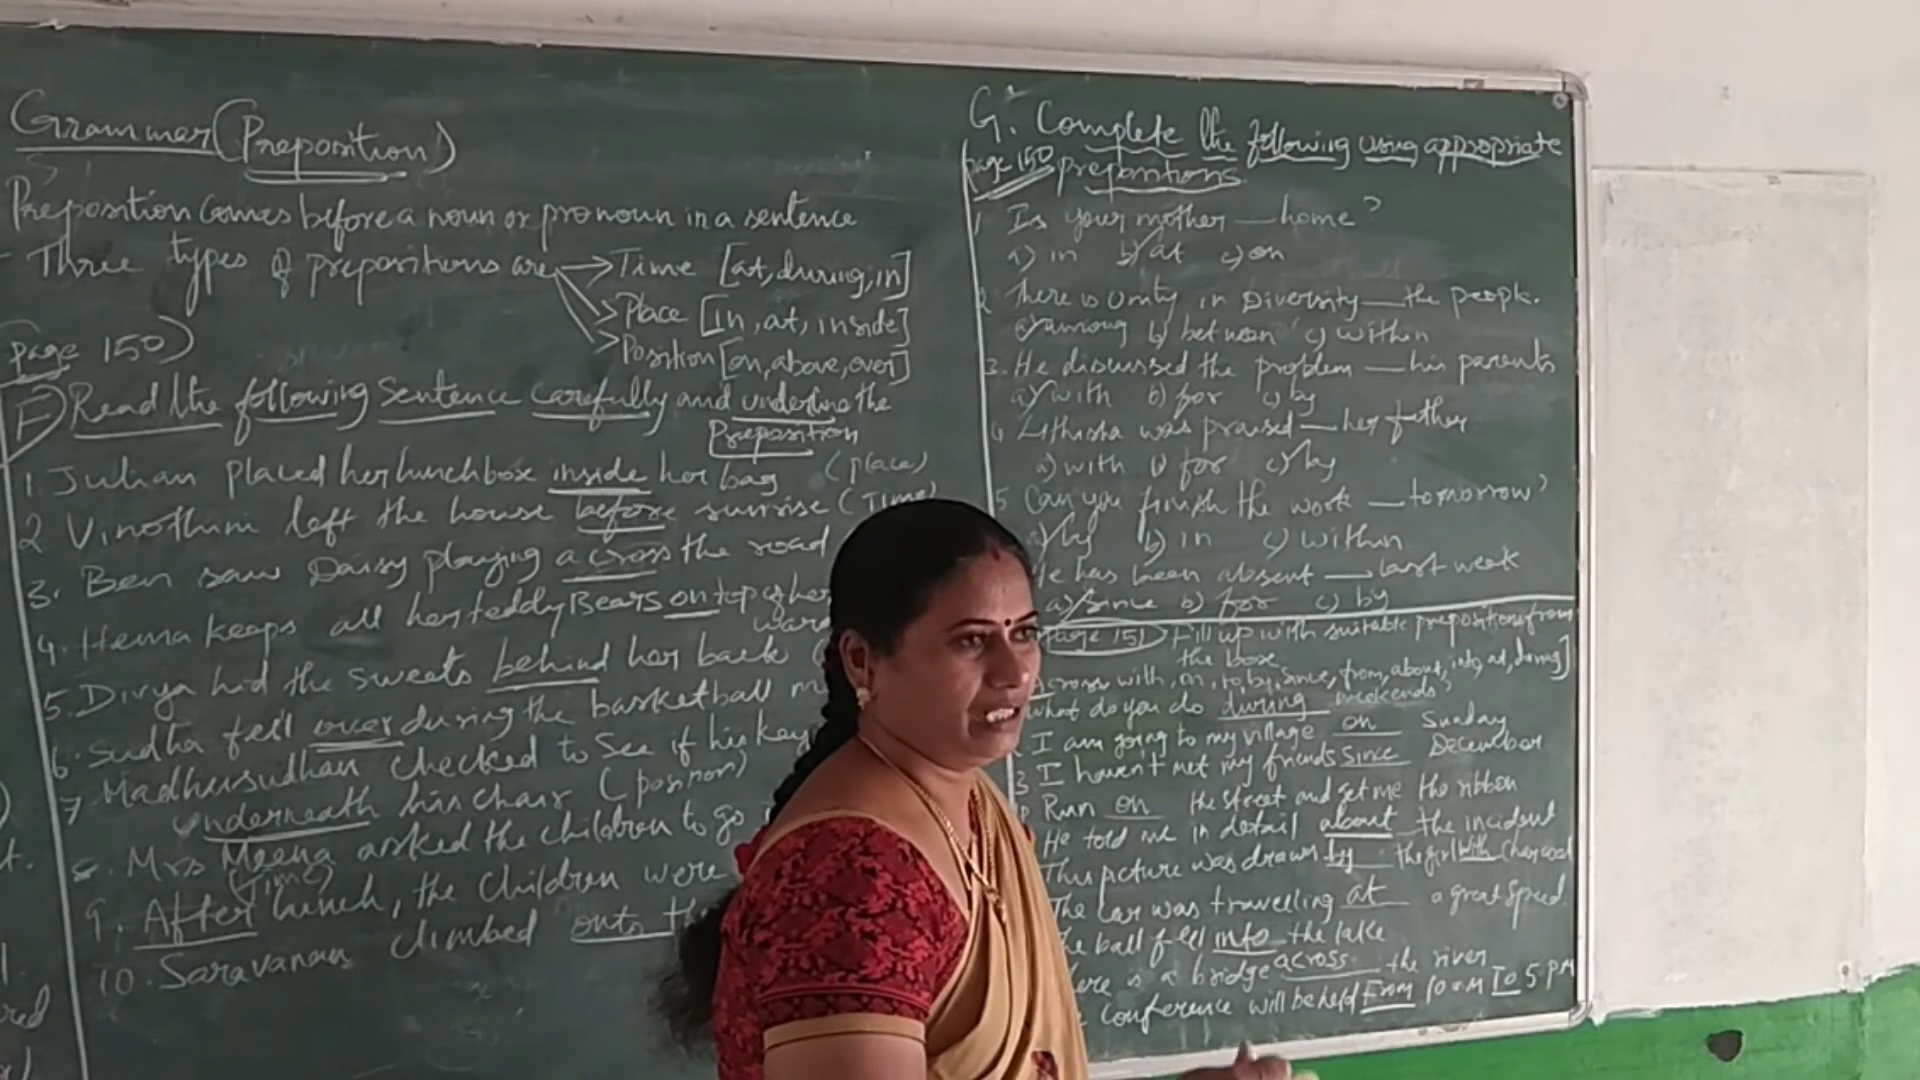 Grammer (Preposition)
Preposition comes before a noun or pronoun in a sentence
- Three types of prepositions are → Time [at, during, in]
Place [in, at, inside]
Position [on, above, over]
Page 150)
F) Read the following sentence carefully and underline the
Preposition
1. Julian placed her lunchbox inside her bag (place)
2 Vinothini left the house before sunrise (Time)
3. Ben saw Daisy playing across the road
4. Hema keeps all her teddy Bears on top of her
5. Divya hid the sweets behind her back
6. Sudha fell over during the basketball
7 Madhusudhan checked to see if his key
underneath his chair (position)
8. Mrs Meena asked the children to go
(Time)
9. After lunch, the children were
10. Saravanan climbed onto
G. Complete the following using appropriate
page 150 prepositions.
1 Is your mother __ home?
a) in b) at c) on
2 There is Unity in Diversity __ the people.
a) among b) between c) within
3. He discussed the problem __ his parents
a) with b) for c) by
4 Lithisha was praised __ her father
a) with b) for c) by
5 Can you finish the work __ tomorrow?
a) by b) in c) within
He has been absent __ last week
a) since b) for c) by
Page 151) Fill up with suitable prepositions from
the box
Across, with, on, to, by, since, from, about, into, at, during]
What do you do during weekends?
I am going to my village on Sunday
3 I haven't met my friends since December
Run on the street and get me the ribbon
He told me in detail about the incident
This picture was drawn by the girl with charcoal
The car was travelling at a great speed
ball fell into the lake
is a bridge across the river
conference will be held From 10 am To 5 PM